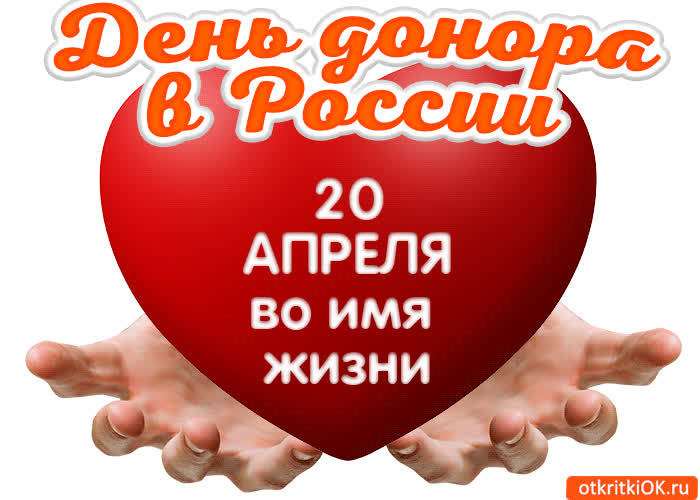 День донора
в России
20
АПРЕЛЯ
ВО ИМЯ
ЖИЗНИ
otkritkiOK.ru